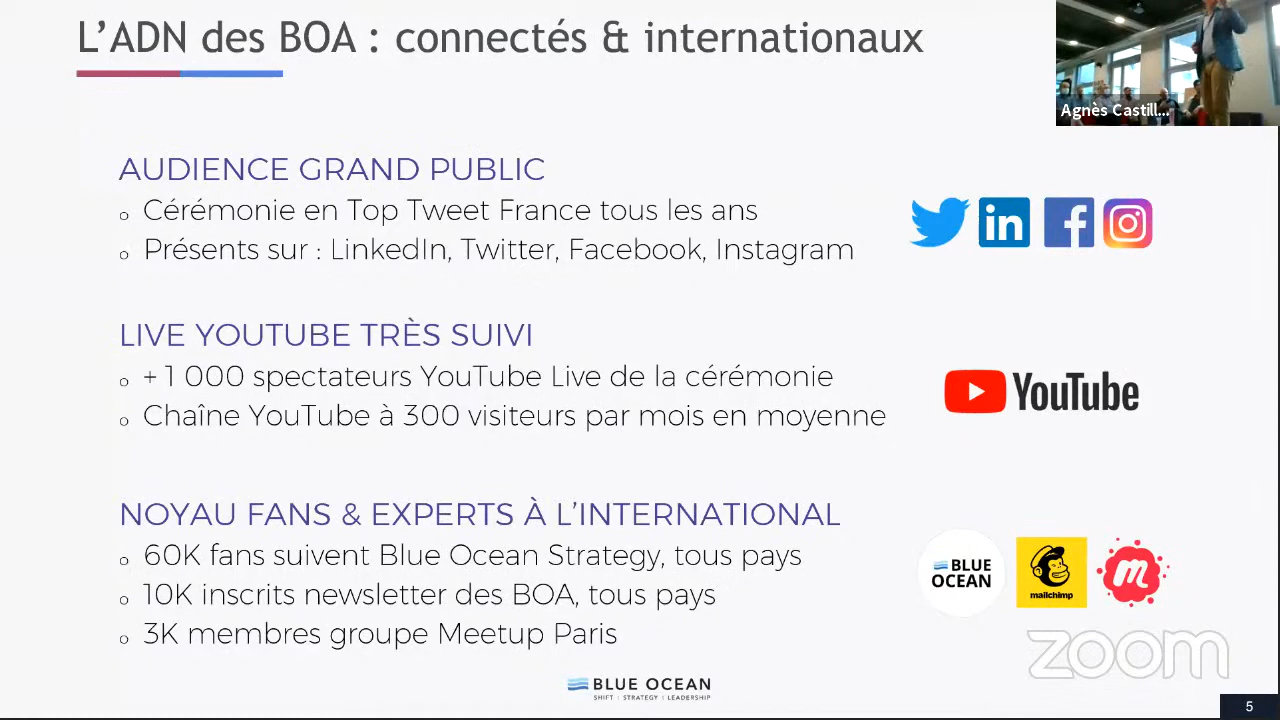 L’ADN des BOA : connectés & internationaux
Agnès Castill...
AUDIENCE GRAND PUBLIC
Cérémonie en Top Tweet France tous les ans
Présents sur : LinkedIn, Twitter, Facebook, Instagram
in
f
LIVE YOUTUBE TRÈS SUIVI
+ 1 000 spectateurs YouTube Live de la cérémonie
Chaîne YouTube à 300 visiteurs par mois en moyenne
YouTube
NOYAU FANS & EXPERTS À L’INTERNATIONAL
60K fans suivent Blue Ocean Strategy, tous pays
10K inscrits newsletter des BOA, tous pays
3K membres groupe Meetup Paris
BLUE
OCEAN
mailchimp
m
zoom
BLUE OCEAN
SHIFT | STRATEGY | LEADERSHIP
5